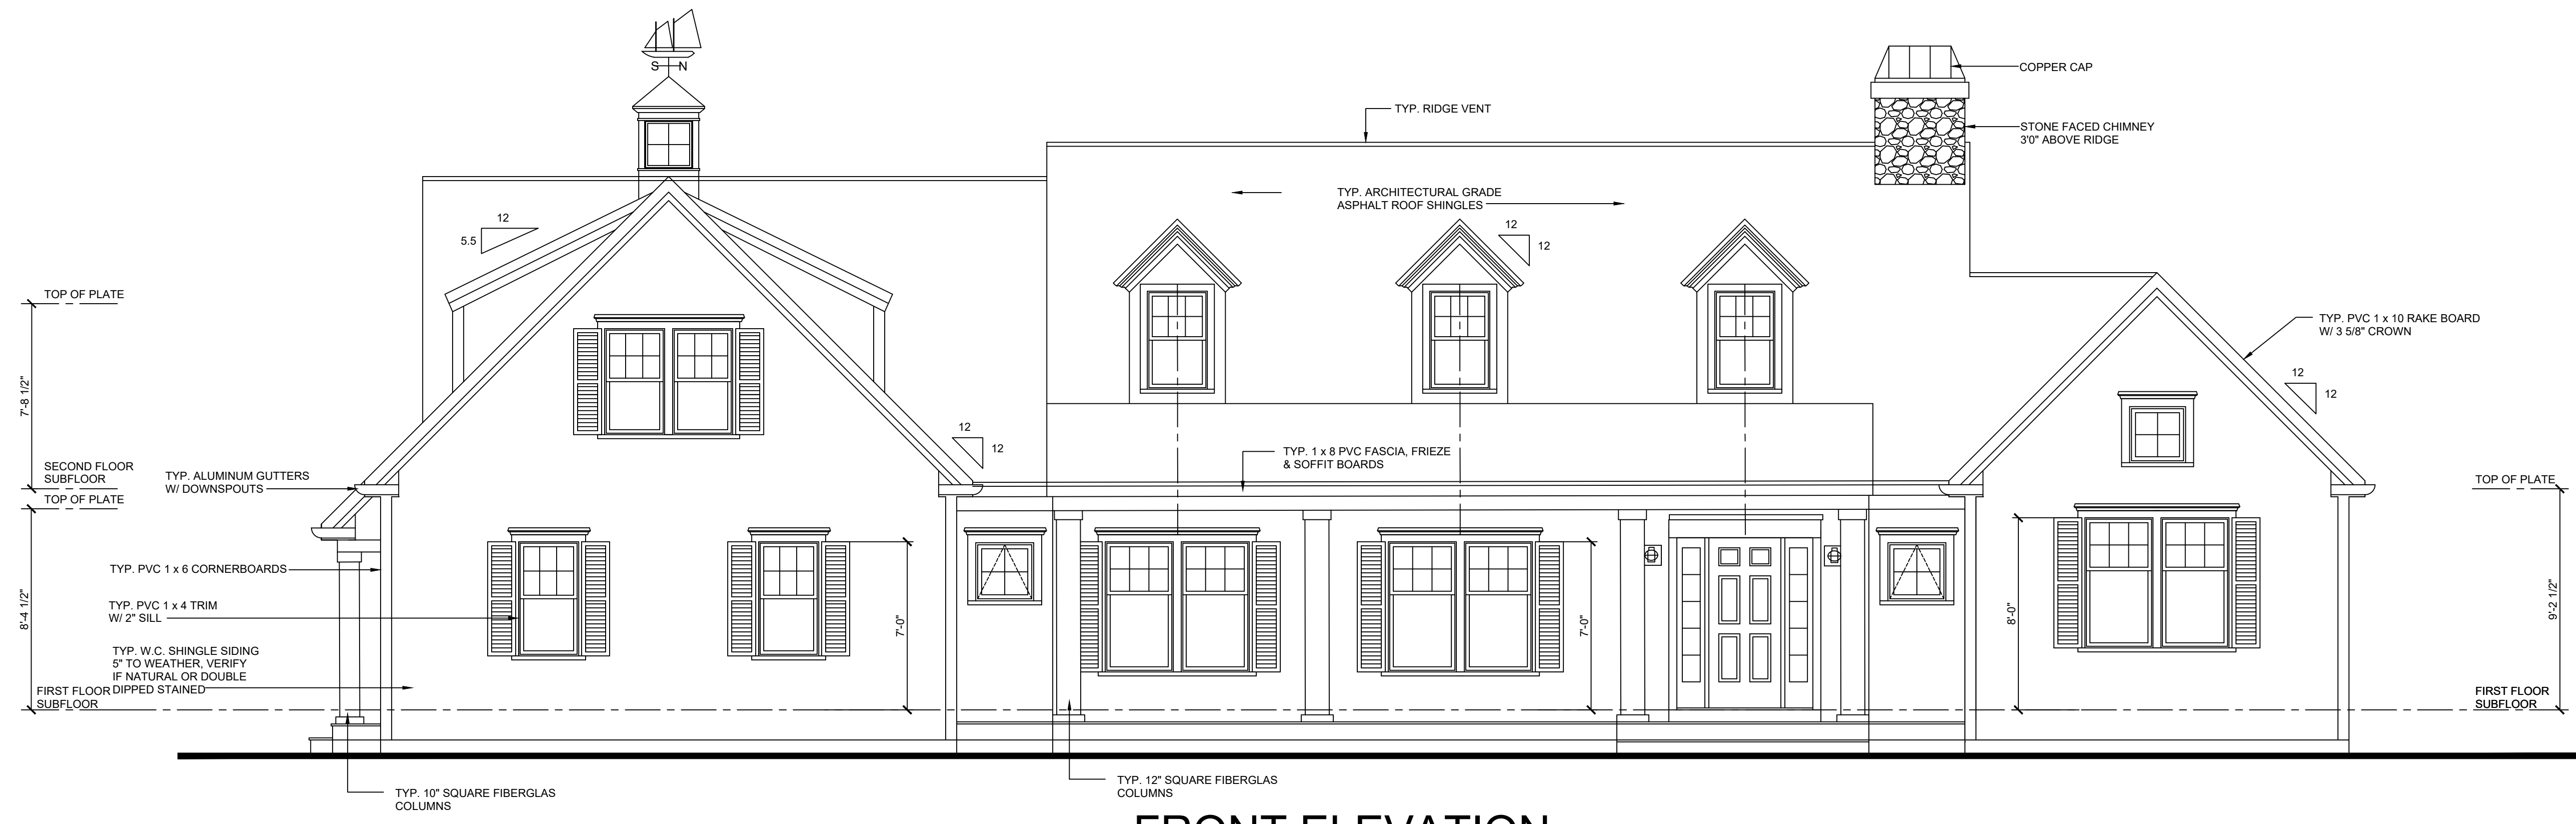 S N
COPPER CAP
TYP. RIDGE VENT
STONE FACED CHIMNEY
3'0" ABOVE RIDGE
TYP. ARCHITECTURAL GRADE
ASPHALT ROOF SHINGLES
12
5.5
12
12
TOP OF PLATE
TYP. PVC 1 x 10 RAKE BOARD
W/ 3 5/8" CROWN
12
12
7'-8 1/2"
12
12
TYP. 1 x 8 PVC FASCIA, FRIEZE
& SOFFIT BOARDS
SECOND FLOOR
SUBFLOOR
TYP. ALUMINUM GUTTERS
W/ DOWNSPOUTS
TOP OF PLATE
TOP OF PLATE
TYP. PVC 1 x 6 CORNERBOARDS
8'-4 1/2"
TYP. PVC 1 x 4 TRIM
W/ 2" SILL
7'-0"
7'-0"
8'-0"
9'-2 1/2"
TYP. W.C. SHINGLE SIDING
5" TO WEATHER, VERIFY
IF NATURAL OR DOUBLE
DIPPED STAINED
FIRST FLOOR
SUBFLOOR
FIRST FLOOR
SUBFLOOR
TYP. 10" SQUARE FIBERGLAS
COLUMNS
TYP. 12" SQUARE FIBERGLAS
COLUMNS
FRONT ELEVATION